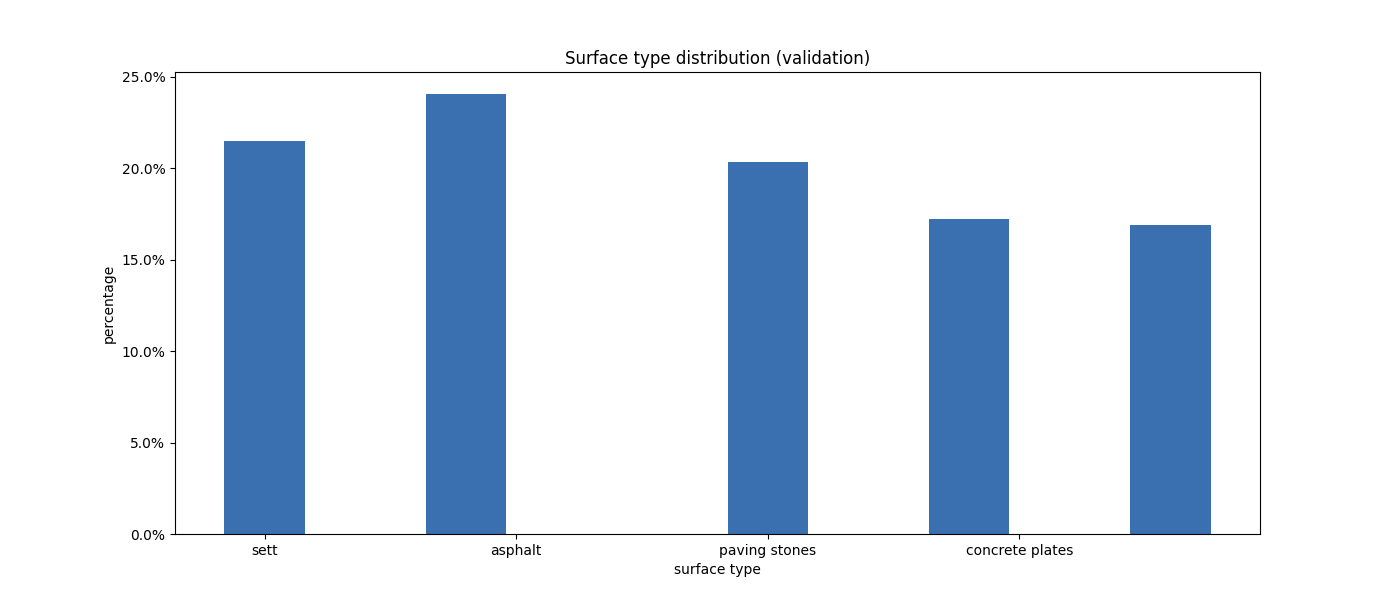 Surface type distribution (validation)
25.0%
20.0%
15.0%
10.0%
5.0%
0.0%
percentage
sett asphalt paving stones concrete plates
surface type